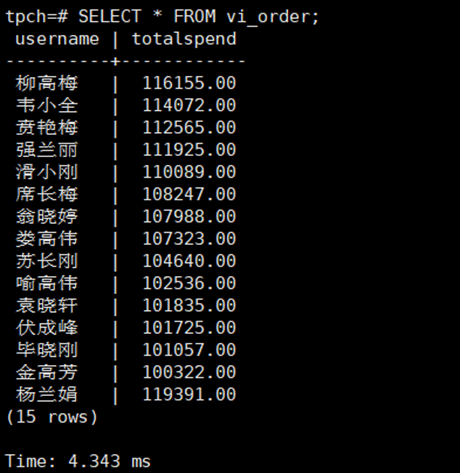 tpch=# SELECT * FROM vi_order;
username | totalspend
----------+------------
柳高梅 | 116155.00
韦小全 | 114072.00
贲艳梅 | 112565.00
强兰丽 | 111925.00
滑小刚 | 110089.00
席长梅 | 108247.00
翁晓婷 | 107988.00
娄高伟 | 107323.00
苏长刚 | 104640.00
喻高伟 | 102536.00
袁晓轩 | 101835.00
伏成峰 | 101725.00
毕晓刚 | 101057.00
金高芳 | 100322.00
杨兰娟 | 119391.00
(15 rows)
Time: 4.343 ms